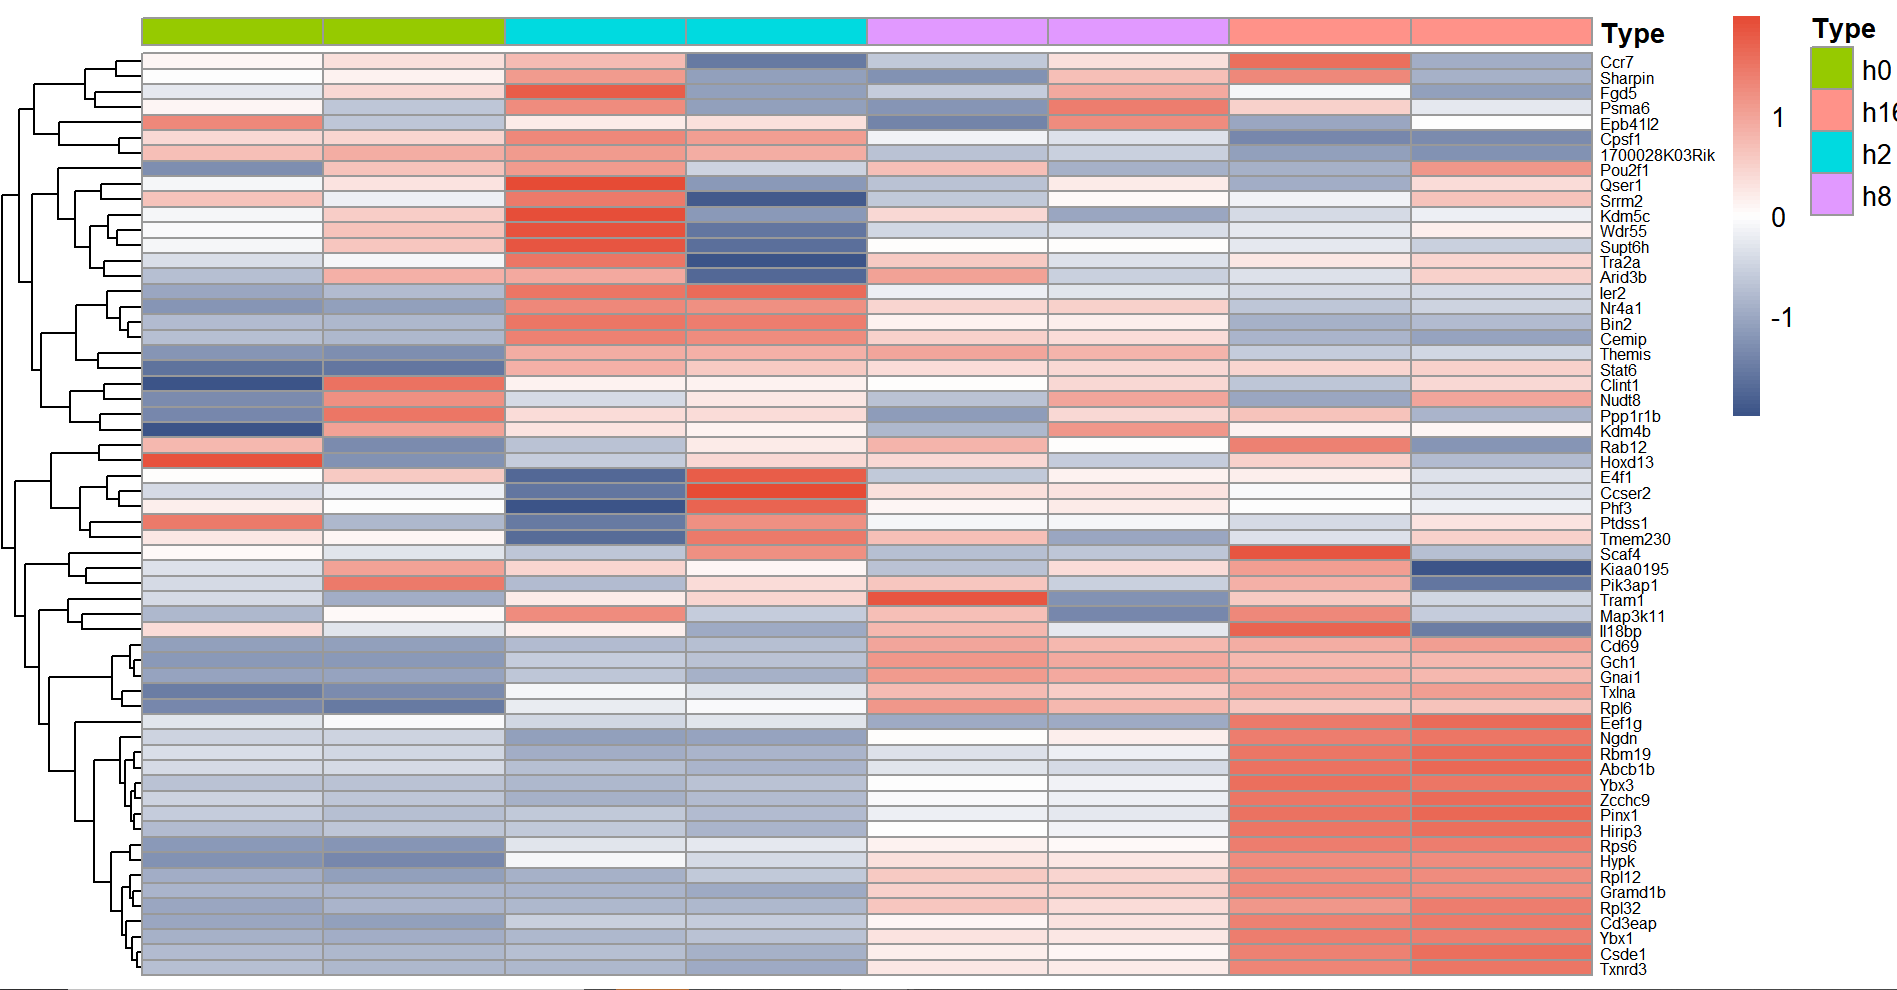 Type
Ccr7
Sharpin
Fgd5
Psma6
Epb41l2
Cpsf1
1700028K03Rik
Pou2f1
Qser1
Srrm2
Kdm5c
Wdr55
Supt6h
Tra2a
Arid3b
Ier2
Nr4a1
Bin2
Cemip
Themis
Stat6
Clint1
Nudt8
Ppp1r1b
Kdm4b
Rab12
Hoxd13
E4f1
Ccser2
Phf3
Ptdss1
Tmem230
Scaf4
Kiaa0195
Pik3ap1
Tram1
Map3k11
Il18bp
Cd69
Gch1
Gnai1
Txlna
Rpl6
Eef1g
Ngdn
Rbm19
Abcb1b
Ybx3
Zcchc9
Pinx1
Hirip3
Rps6
Hypk
Rpl12
Gramd1b
Rpl32
Cd3eap
Ybx1
Csde1
Txnrd3
1
0
-1
Type
h0
h16
h2
h8